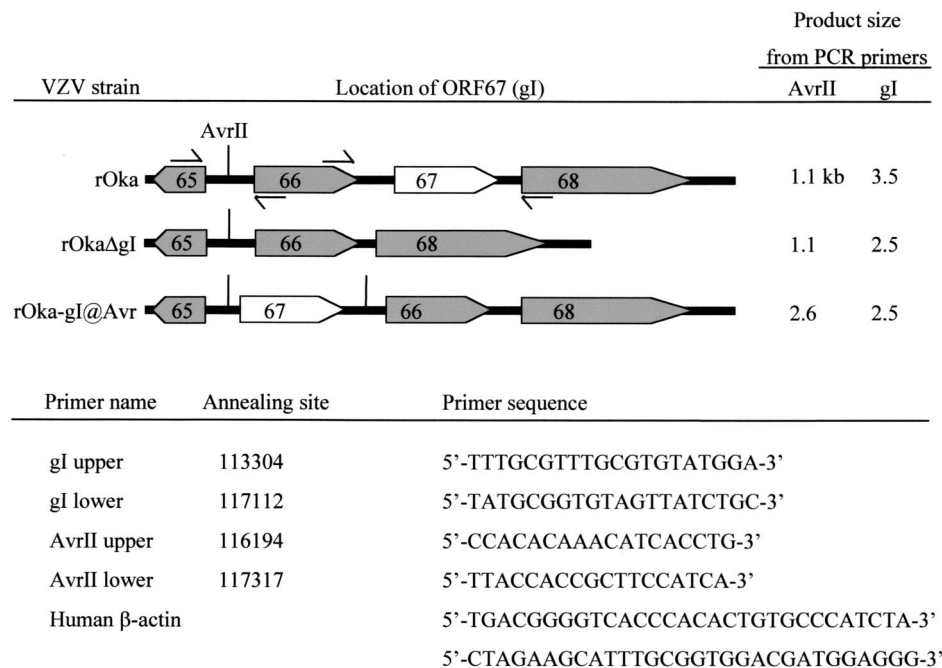 Product size
from PCR primers
VZV strain Location of ORF67 (gI) AvrII gI
AvrII
rOka 65 66 67 68 1.1 kb 3.5
rOkaΔgI 65 66 68 1.1 2.5
rOka-gI@Avr 65 67 66 68 2.6 2.5
Primer name Annealing site Primer sequence
gI upper 113304 5’-TTTGCGTTTGCGTGTATGGA-3’
gI lower 117112 5’-TATGCGGTGTAGTTATCTGC-3’
AvrII upper 116194 5’-CCACACAAACATCACCTG-3’
AvrII lower 117317 5’-TTACCACCGCTTCCATCA-3’
Human β-actin 5’-TGACGGGGTCACCCACACTGTGCCCATCTA-3’
5’-CTAGAAGCATTTGCGGTGGACGATGGAGGG-3’